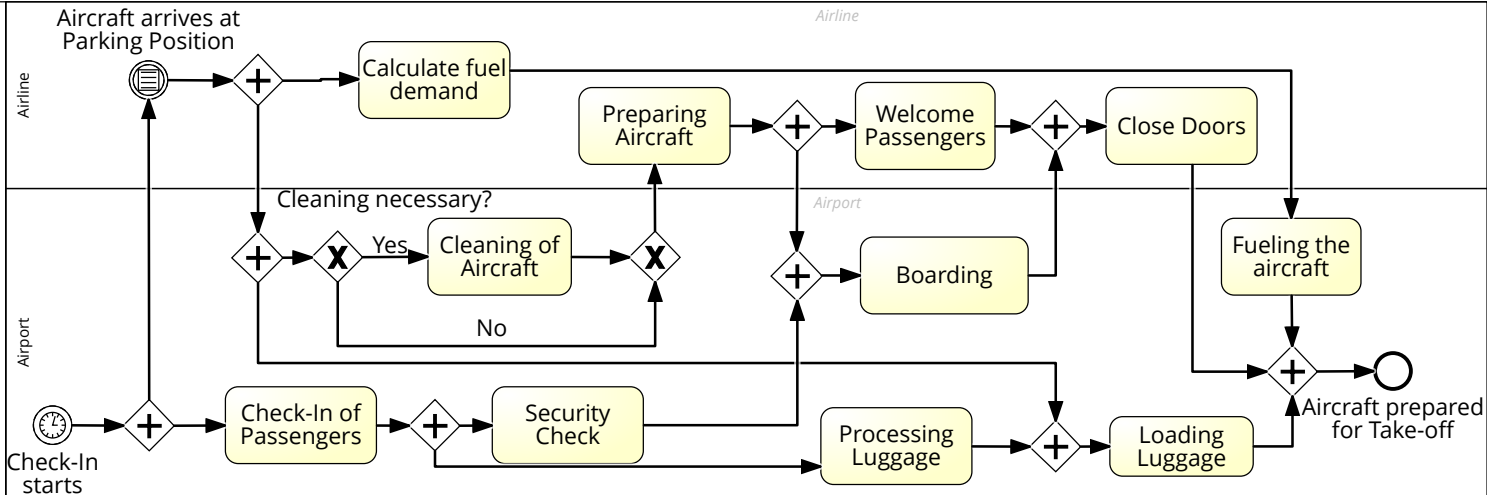 Aircraft arrives at
Parking Position
Airline
Airline
Calculate fuel
demand
Preparing
Aircraft
Welcome
Passengers
Close Doors
Cleaning necessary?
Airport
Yes
Cleaning of
Aircraft
Boarding
Fueling the
aircraft
No
Airport
Check-In of
Passengers
Security
Check
Processing
Luggage
Loading
Luggage
Aircraft prepared
for Take-off
Check-In
starts